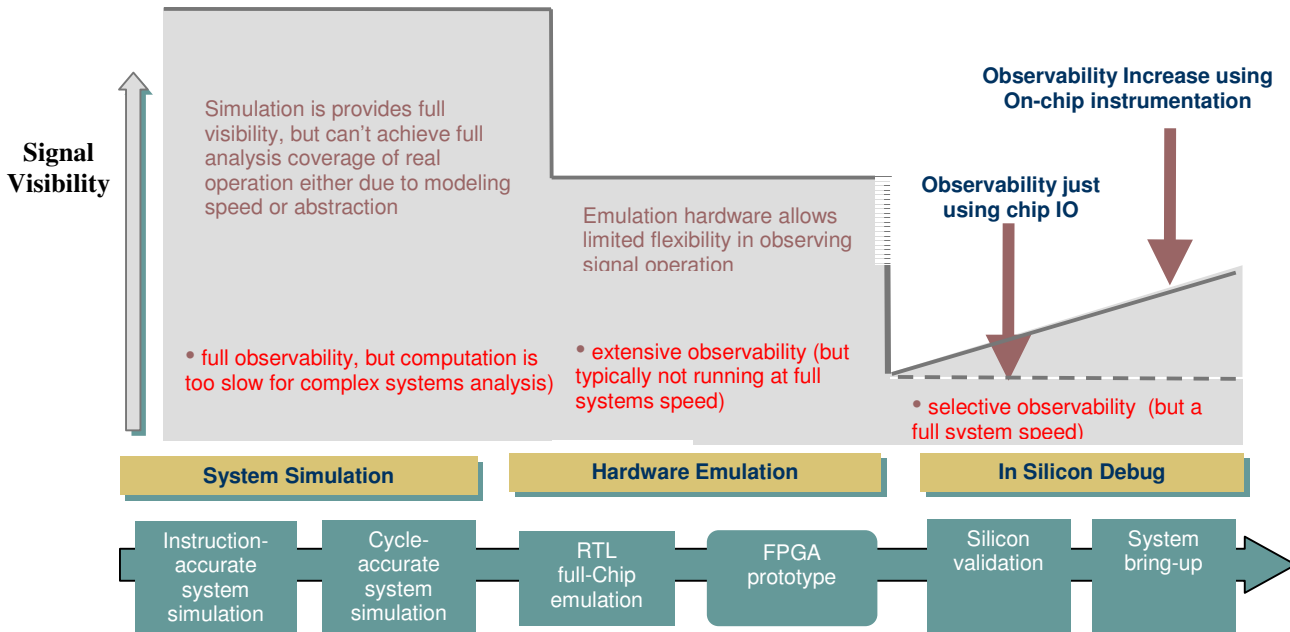 Signal
Visibility
Simulation is provides full
visibility, but can't achieve full
analysis coverage of real
operation either due to modeling
speed or abstraction
• full observability, but computation is
too slow for complex systems analysis)
Emulation hardware allows
limited flexibility in observing
signal operation
• extensive observability (but
typically not running at full
systems speed)
Observability Increase using
On-chip instrumentation
Observability just
using chip IO
• selective observability (but a
full system speed)
System Simulation
Hardware Emulation
In Silicon Debug
Instruction-
accurate
system
simulation
Cycle-
accurate
system
simulation
RTL
full-Chip
emulation
FPGA
prototype
Silicon
validation
System
bring-up